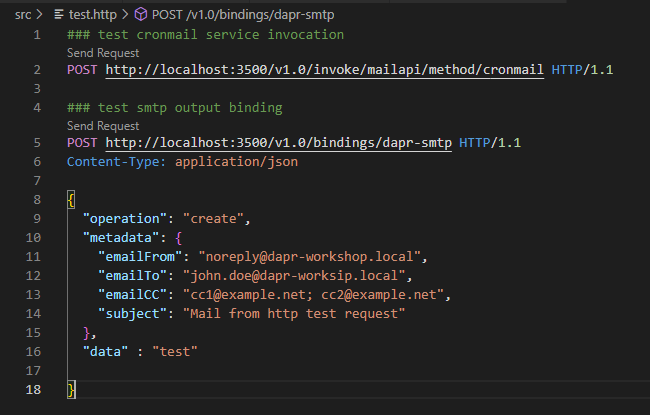 src > test.http > POST /v1.0/bindings/dapr-smtp
1 ### test cronmail service invocation
Send Request
2 POST http://localhost:3500/v1.0/invoke/mailapi/method/cronmail HTTP/1.1
3
4 ### test smtp output binding
Send Request
5 POST http://localhost:3500/v1.0/bindings/dapr-smtp HTTP/1.1
6 Content-Type: application/json
7
8 {
9 "operation": "create",
10 "metadata": {
11 "emailFrom": "noreply@dapr-workshop.local",
12 "emailTo": "john.doe@dapr-worksip.local",
13 "emailCC": "cc1@example.net; cc2@example.net",
14 "subject": "Mail from http test request"
15 },
16 "data" : "test"
17
18 }